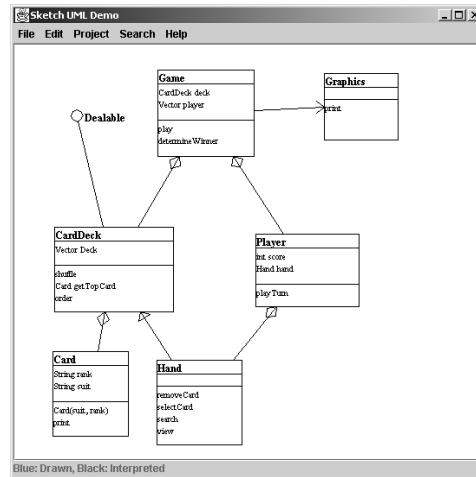 Sketch UML Demo
File Edit Project Search Help
Game
CardDeck deck
Vector player
play
determineWinner
Graphics
print
Dealable
CardDeck
Vector Deck
shuffle
Card getTopCard
order
Player
int score
Hand hand
playTurn
Card
String rank
String suit
Card(suit, rank)
print
Hand
removeCard
selectCard
search
view
Blue: Drawn, Black: Interpreted